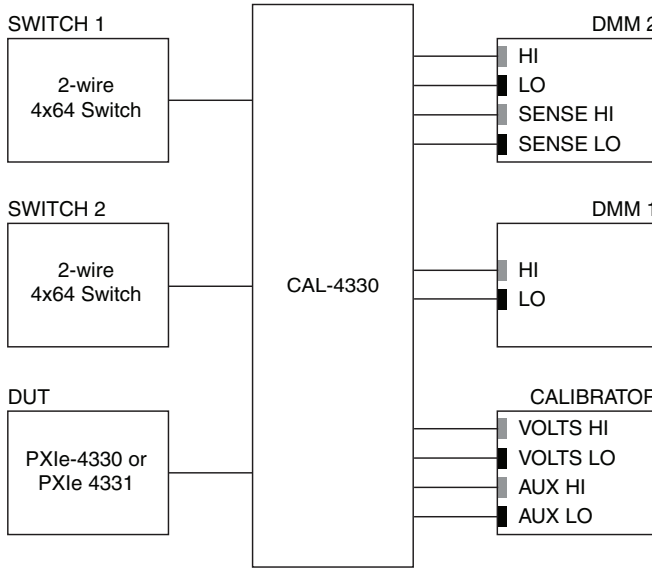 SWITCH 1
2-wire
4x64 Switch
SWITCH 2
2-wire
4x64 Switch
DUT
PXIe-4330 or
PXIe 4331
CAL-4330
DMM 2
HI
LO
SENSE HI
SENSE LO
DMM 1
HI
LO
CALIBRATOR
VOLTS HI
VOLTS LO
AUX HI
AUX LO